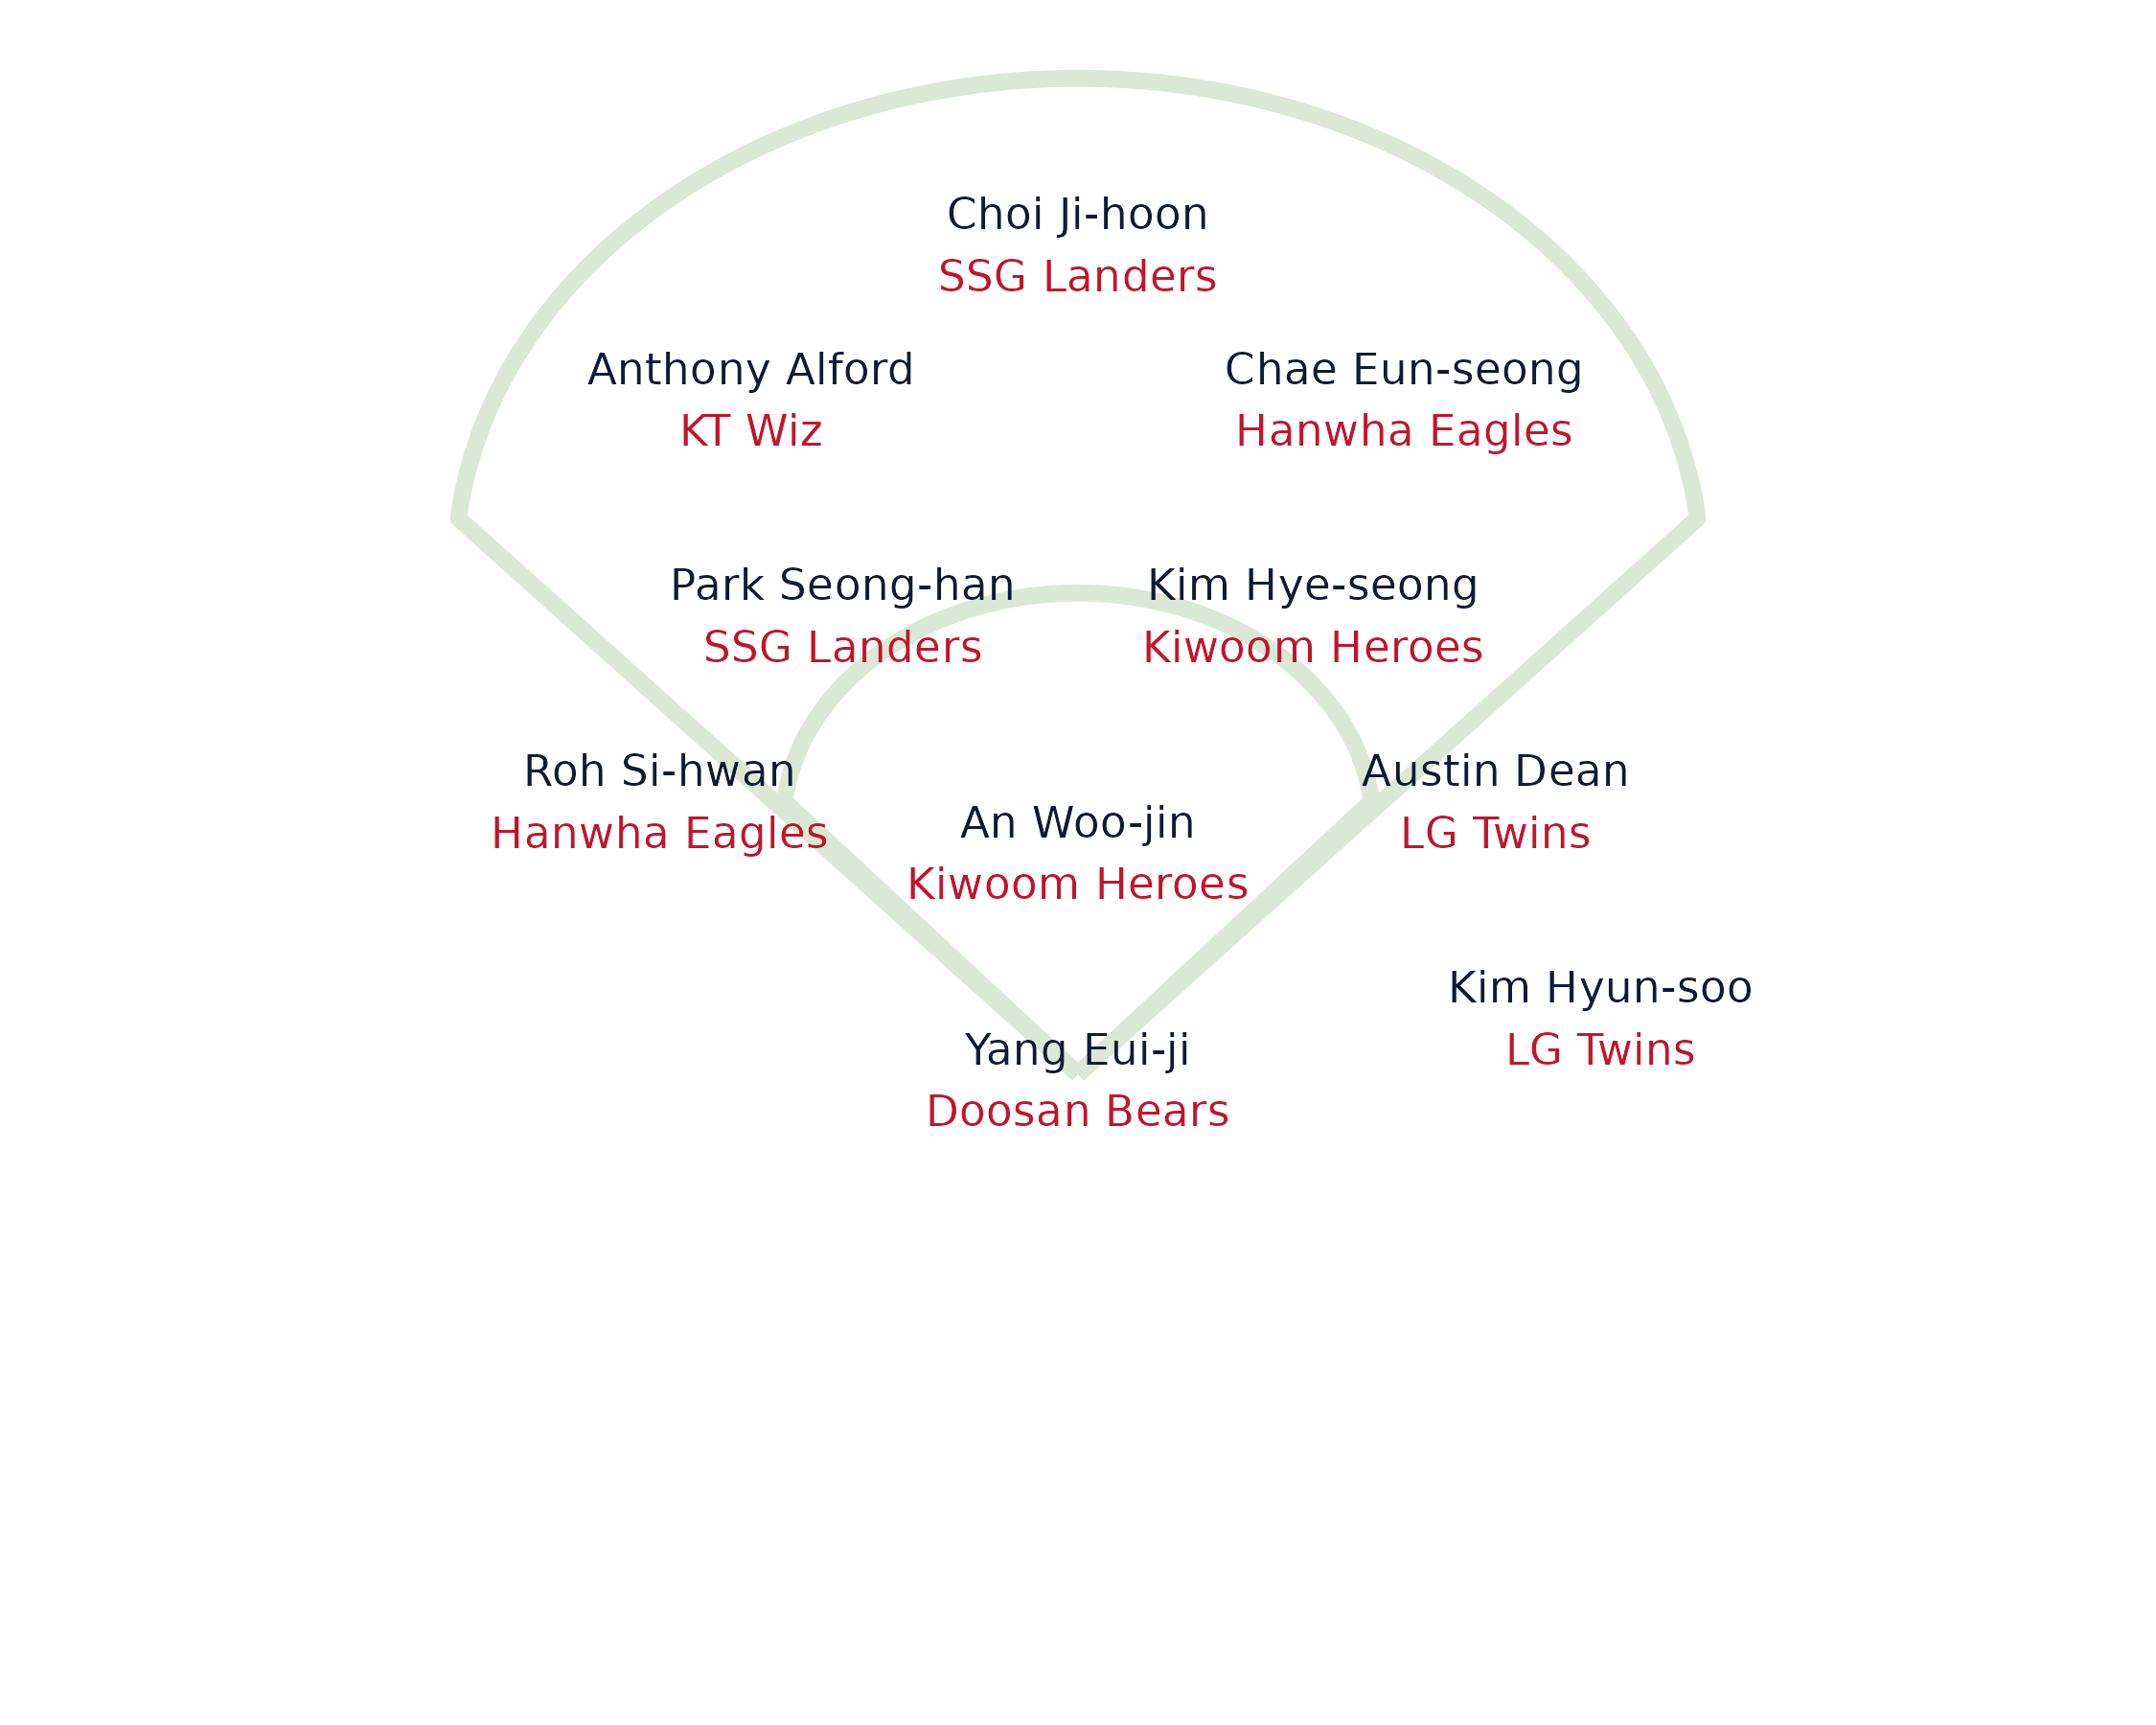 Choi Ji-hoon
SSG Landers
Anthony Alford
KT Wiz
Chae Eun-seong
Hanwha Eagles
Park Seong-han
SSG Landers
Kim Hye-seong
Kiwoom Heroes
Roh Si-hwan
Hanwha Eagles
An Woo-jin
Kiwoom Heroes
Austin Dean
LG Twins
Yang Eui-ji
Doosan Bears
Kim Hyun-soo
LG Twins